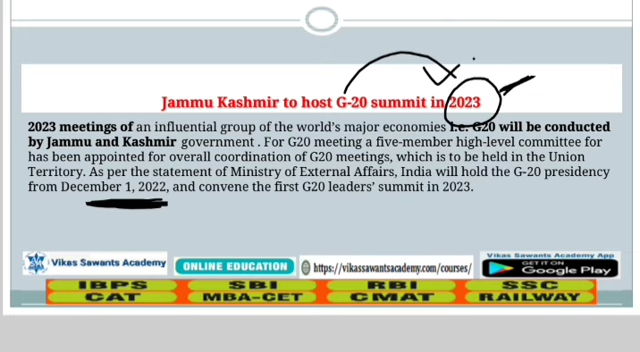 Jammu Kashmir to host G-20 summit in 2023
2023 meetings of an influential group of the world's major economies i.e. G20 will be conducted
by Jammu and Kashmir government . For G20 meeting a five-member high-level committee for
has been appointed for overall coordination of G20 meetings, which is to be held in the Union
Territory. As per the statement of Ministry of External Affairs, India will hold the G-20 presidency
from December 1, 2022, and convene the first G20 leaders' summit in 2023.
Vikas Sawants Academy
ONLINE EDUCATION
https://vikassawantsacademy.com/courses/
Vikas Sawants Academy App
GET IT ON
Google Play
IBPS SBI RBI SSC
CAT MBA-CET CMAT RAILWAY